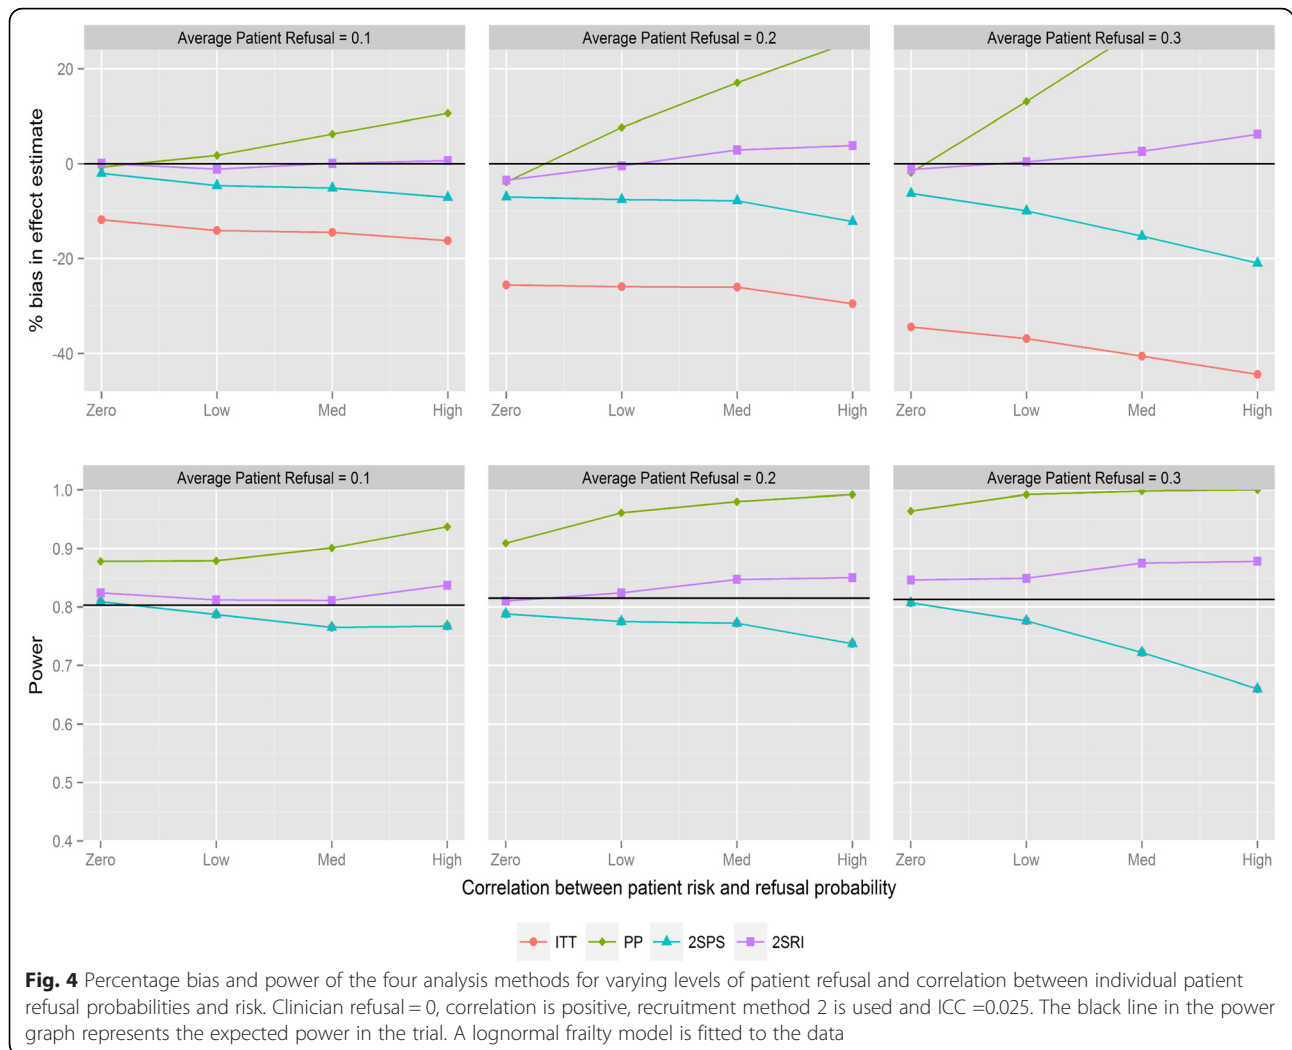 Average Patient Refusal = 0.1
Average Patient Refusal = 0.2
Average Patient Refusal = 0.3
% bias in effect estimate
20
0
-20
-40
Zero Low Med High
Zero Low Med High
Zero Low Med High
Average Patient Refusal = 0.1
Average Patient Refusal = 0.2
Average Patient Refusal = 0.3
Power
1.0
0.9
0.8
0.7
0.6
0.5
0.4
Zero Low Med High
Zero Low Med High
Zero Low Med High
Correlation between patient risk and refusal probability
ITT PP 2SPS 2SRI
Fig. 4 Percentage bias and power of the four analysis methods for varying levels of patient refusal and correlation between individual patient
refusal probabilities and risk. Clinician refusal = 0, correlation is positive, recruitment method 2 is used and ICC =0.025. The black line in the power
graph represents the expected power in the trial. A lognormal frailty model is fitted to the data